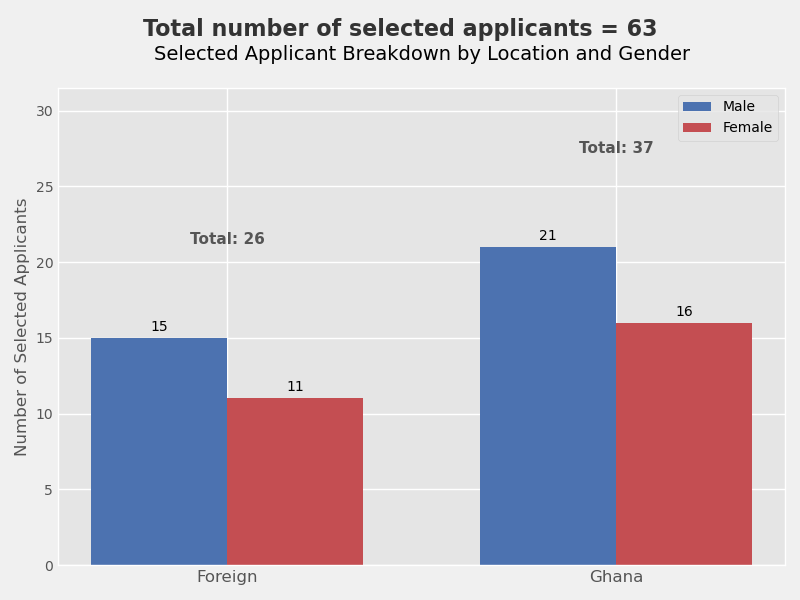 Total number of selected applicants = 63
Selected Applicant Breakdown by Location and Gender
Number of Selected Applicants
30
25
20
15
10
5
0
Male
Female
Total: 37
Total: 26
21
16
15
11
Foreign
Ghana